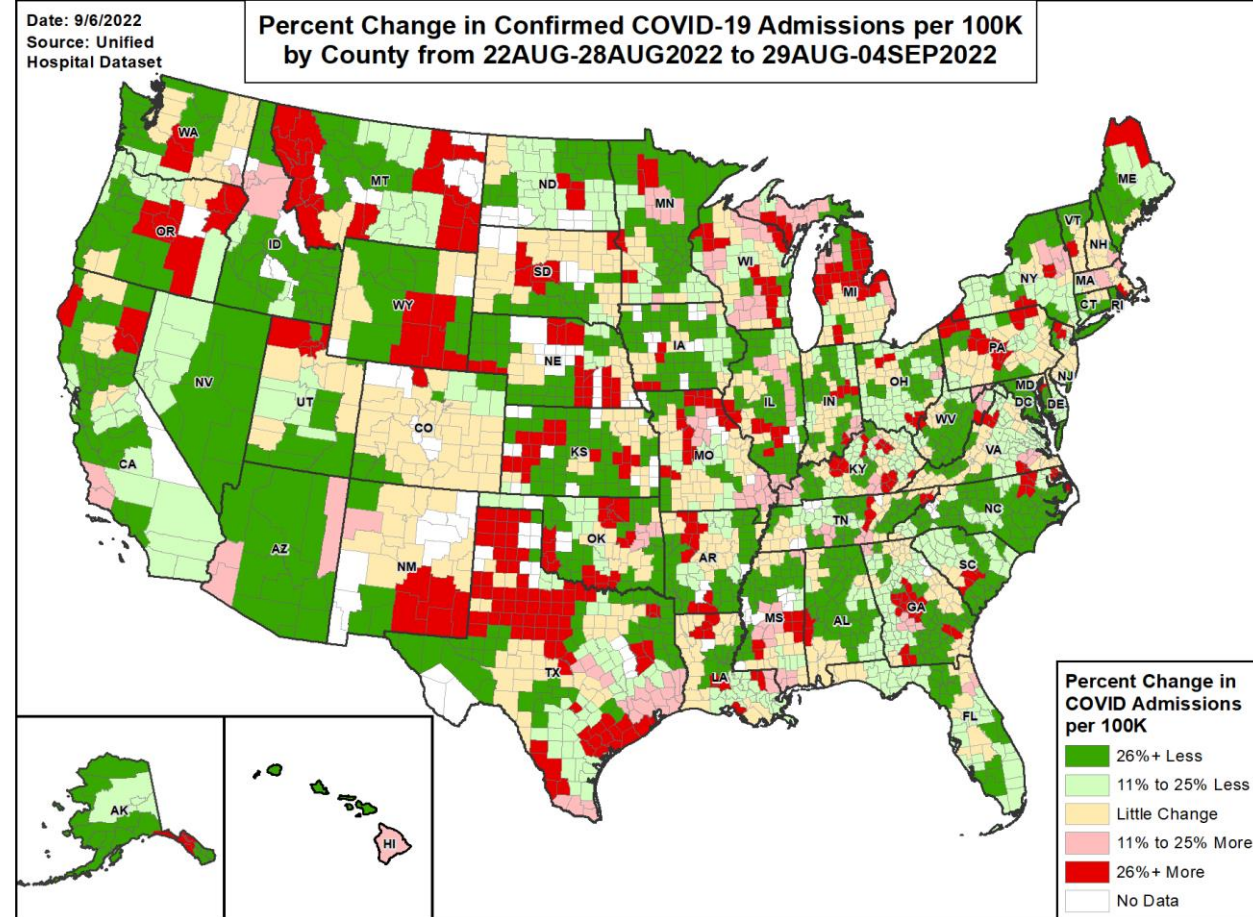 Date: 9/6/2022
Source: Unified
Hospital Dataset
Percent Change in Confirmed COVID-19 Admissions per 100K
by County from 22AUG-28AUG2022 to 29AUG-04SEP2022
WA
MT
ND
MN
ME
VT
NH
OR
ID
SD
WI
NY
MA
MI
CT
RI
WY
IA
PA
NE
NJ
NV
OH
MD
DE
IL
IN
DC
UT
WV
CO
CA
KS
MO
KY
VA
NC
TN
OK
AZ
AR
NM
SC
MS
AL
GA
TX
LA
FL
AK
HI
Percent Change in
COVID Admissions
per 100K
26%+ Less
11% to 25% Less
Little Change
11% to 25% More
26%+ More
No Data